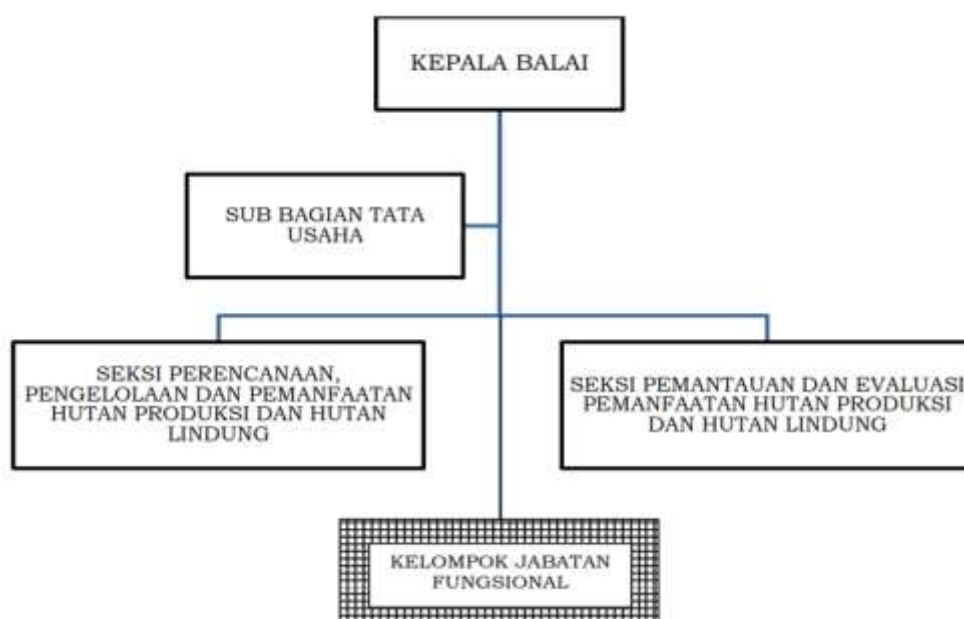 KEPALA BALAI
SUB BAGIAN TATA
USAHA
SEKSI PERENCANAAN,
PENGELOLAAN DAN PEMANFAATAN
HUTAN PRODUKSI DAN HUTAN
LINDUNG
SEKSI PEMANTAUAN DAN EVALUASI
PEMANFAATAN HUTAN PRODUKSI
DAN HUTAN LINDUNG
KELOMPOK JABATAN
FUNGSIONAL